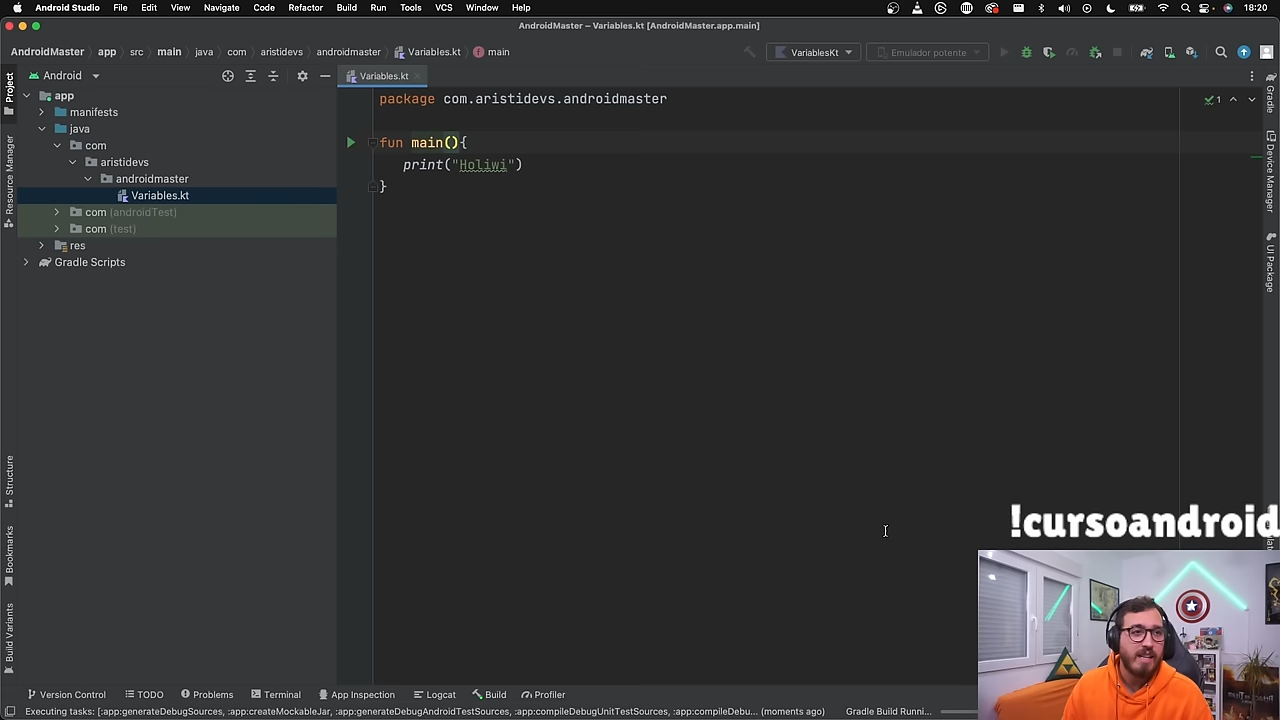 Android Studio File Edit View Navigate Code Refactor Build Run Tools VCS Window Help 18:20
AndroidMaster – Variables.kt [AndroidMaster.app.main]
AndroidMaster app src main java com aristidevs androidmaster Variables.kt main VariablesKt Emulador potente
Android
Variables.kt
Project
Resource Manager
Structure
Bookmarks
Build Variants
app
manifests
java
com
aristidevs
androidmaster
Variables.kt
com (androidTest)
com (test)
res
Gradle Scripts
package com.aristidevs.androidmaster
1
fun main(){
print("Holiwi")
}
Gradle
Device Manager
UI Package
!cursoandroid
Version Control TODO Problems Terminal App Inspection Logcat Build Profiler
Executing tasks: [:app:generateDebugSources, :app:createMockableJar, :app:generateDebugAndroidTestSources, :app:compileDebugUnitTestSources, :app:compileDebu... (moments ago) Gradle Build Runni...